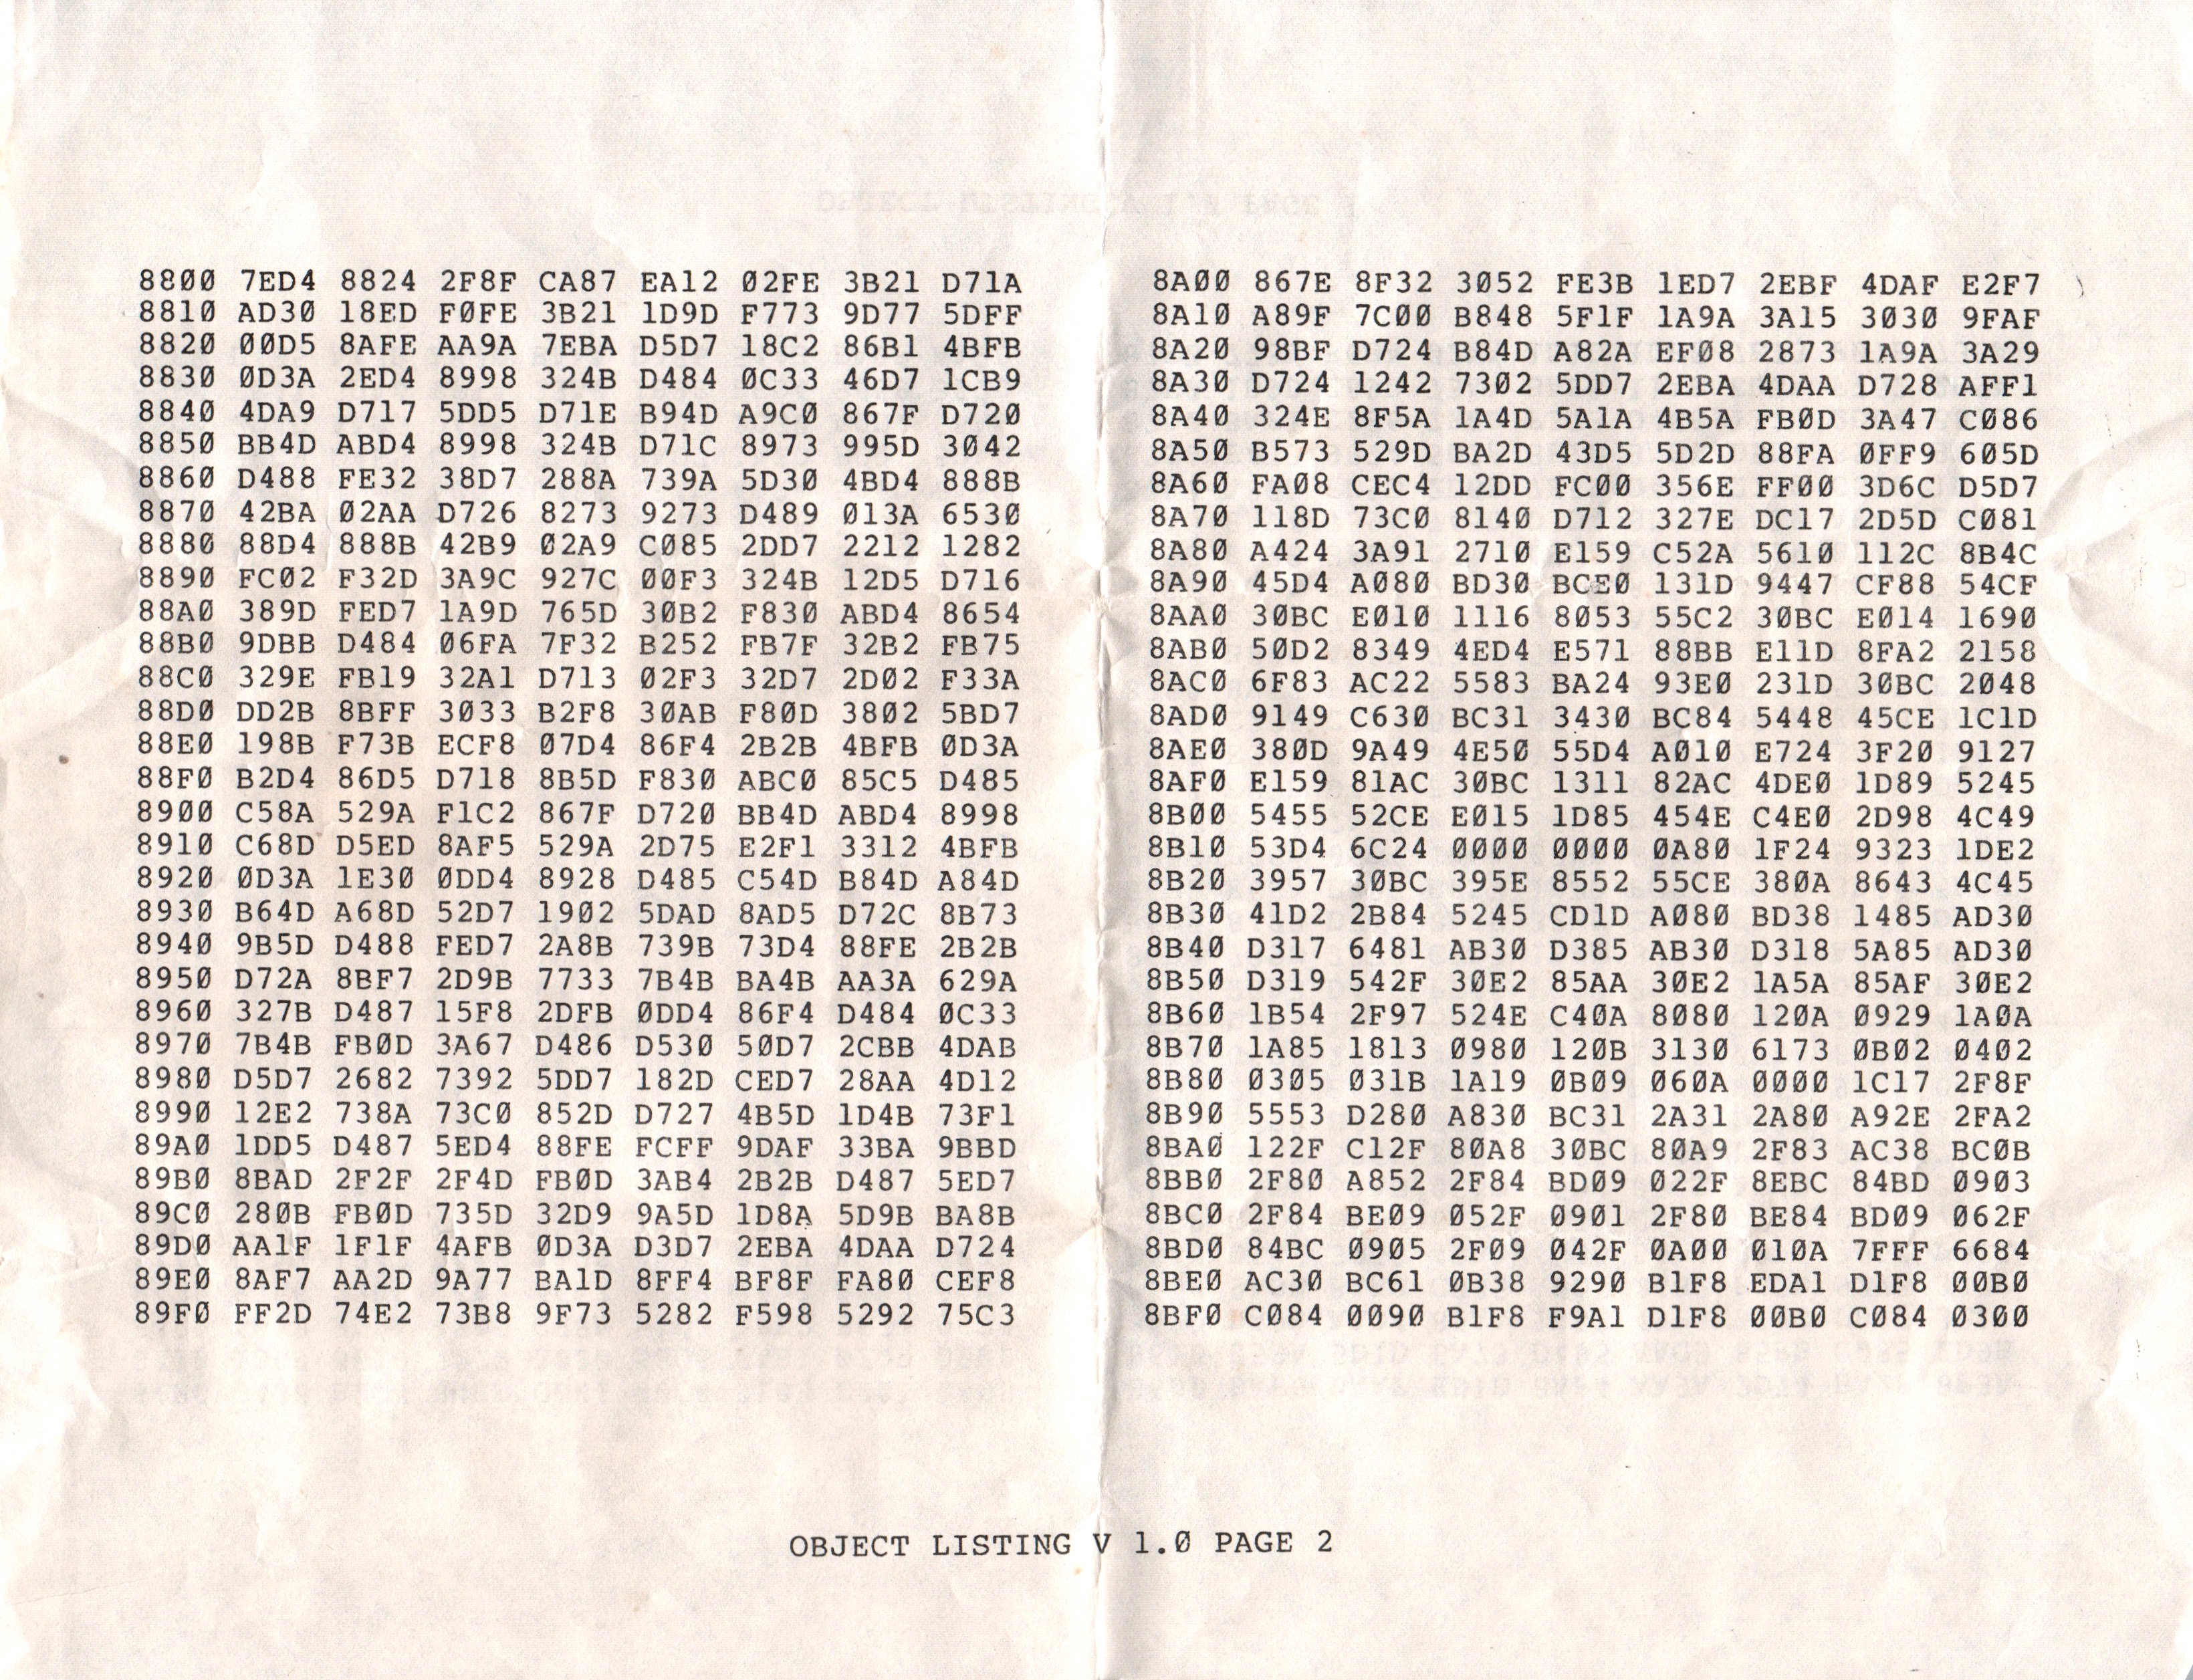 8800 7ED4 8824 2F8F CA87 EA12 02FE 3B21 D71A
8810 AD30 18ED F0FE 3B21 1D9D F773 9D77 5DFF
8820 00D5 8AFE AA9A 7EBA D5D7 18C2 86B1 4BFB
8830 0D3A 2ED4 8998 324B D484 0C33 46D7 1CB9
8840 4DA9 D717 5DD5 D71E B94D A9C0 867F D720
8850 BB4D ABD4 8998 324B D71C 8973 995D 3042
8860 D488 FE32 38D7 288A 739A 5D30 4BD4 888B
8870 42BA 02AA D726 8273 9273 D489 013A 6530
8880 88D4 888B 42B9 02A9 C085 2DD7 2212 1282
8890 FC02 F32D 3A9C 927C 00F3 324B 12D5 D716
88A0 389D FED7 1A9D 765D 30B2 F830 ABD4 8654
88B0 9DBB D484 06FA 7F32 B252 FB7F 32B2 FB75
88C0 329E FB19 32A1 D713 02F3 32D7 2D02 F33A
88D0 DD2B 8BFF 3033 B2F8 30AB F80D 3802 5BD7
88E0 198B F73B ECF8 07D4 86F4 2B2B 4BFB 0D3A
88F0 B2D4 86D5 D718 8B5D F830 ABC0 85C5 D485
8900 C58A 529A F1C2 867F D720 BB4D ABD4 8998
8910 C68D D5ED 8AF5 529A 2D75 E2F1 3312 4BFB
8920 0D3A 1E30 0DD4 8928 D485 C54D B84D A84D
8930 B64D A68D 52D7 1902 5DAD 8AD5 D72C 8B73
8940 9B5D D488 FED7 2A8B 739B 73D4 88FE 2B2B
8950 D72A 8BF7 2D9B 7733 7B4B BA4B AA3A 629A
8960 327B D487 15F8 2DFB 0DD4 86F4 D484 0C33
8970 7B4B FB0D 3A67 D486 D530 50D7 2CBB 4DAB
8980 D5D7 2682 7392 5DD7 182D CED7 28AA 4D12
8990 12E2 738A 73C0 852D D727 4B5D 1D4B 73F1
89A0 1DD5 D487 5ED4 88FE FCFF 9DAF 33BA 9BBD
89B0 8BAD 2F2F 2F4D FB0D 3AB4 2B2B D487 5ED7
89C0 280B FB0D 735D 32D9 9A5D 1D8A 5D9B BA8B
89D0 AA1F 1F1F 4AFB 0D3A D3D7 2EBA 4DAA D724
89E0 8AF7 AA2D 9A77 BA1D 8FF4 BF8F FA80 CEF8
89F0 FF2D 74E2 73B8 9F73 5282 F598 5292 75C3
8A00 867E 8F32 3052 FE3B 1ED7 2EBF 4DAF E2F7
8A10 A89F 7C00 B848 5F1F 1A9A 3A15 3030 9FAF
8A20 98BF D724 B84D A82A EF08 2873 1A9A 3A29
8A30 D724 1242 7302 5DD7 2EBA 4DAA D728 AFF1
8A40 324E 8F5A 1A4D 5A1A 4B5A FB0D 3A47 C086
8A50 B573 529D BA2D 43D5 5D2D 88FA 0FF9 605D
8A60 FA08 CEC4 12DD FC00 356E FF00 3D6C D5D7
8A70 118D 73C0 8140 D712 327E DC17 2D5D C081
8A80 A424 3A91 2710 E159 C52A 5610 112C 8B4C
8A90 45D4 A080 BD30 BCE0 131D 9447 CF88 54CF
8AA0 30BC E010 1116 8053 55C2 30BC E014 1690
8AB0 50D2 8349 4ED4 E571 88BB E11D 8FA2 2158
8AC0 6F83 AC22 5583 BA24 93E0 231D 30BC 2048
8AD0 9149 C630 BC31 3430 BC84 5448 45CE 1C1D
8AE0 380D 9A49 4E50 55D4 A010 E724 3F20 9127
8AF0 E159 81AC 30BC 1311 82AC 4DE0 1D89 5245
8B00 5455 52CE E015 1D85 454E C4E0 2D98 4C49
8B10 53D4 6C24 0000 0000 0A80 1F24 9323 1DE2
8B20 3957 30BC 395E 8552 55CE 380A 8643 4C45
8B30 41D2 2B84 5245 CD1D A080 BD38 1485 AD30
8B40 D317 6481 AB30 D385 AB30 D318 5A85 AD30
8B50 D319 542F 30E2 85AA 30E2 1A5A 85AF 30E2
8B60 1B54 2F97 524E C40A 8080 120A 0929 1A0A
8B70 1A85 1813 0980 120B 3130 6173 0B02 0402
8B80 0305 031B 1A19 0B09 060A 0000 1C17 2F8F
8B90 5553 D280 A830 BC31 2A31 2A80 A92E 2FA2
8BA0 122F C12F 80A8 30BC 80A9 2F83 AC38 BC0B
8BB0 2F80 A852 2F84 BD09 022F 8EBC 84BD 0903
8BC0 2F84 BE09 052F 0901 2F80 BE84 BD09 062F
8BD0 84BC 0905 2F09 042F 0A00 010A 7FFF 6684
8BE0 AC30 BC61 0B38 9290 B1F8 EDA1 D1F8 00B0
8BF0 C084 0090 B1F8 F9A1 D1F8 00B0 C084 0300
OBJECT LISTING V 1.0 PAGE 2